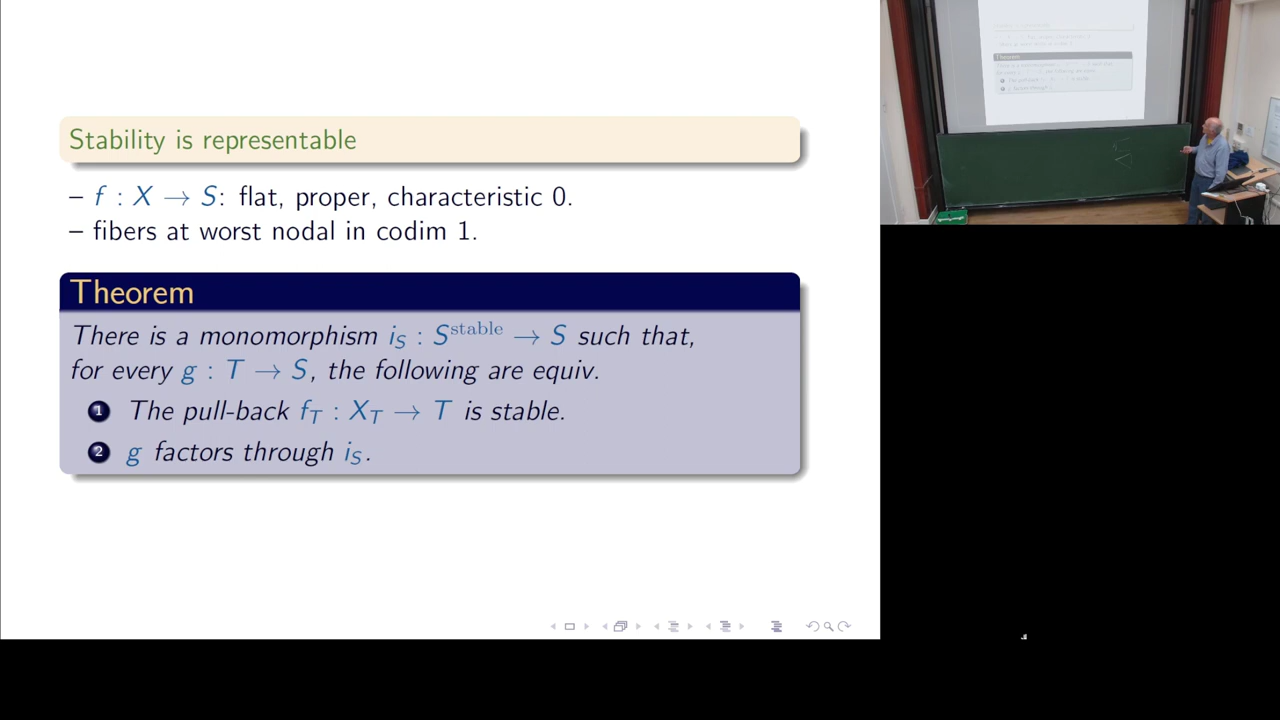 Stability is representable
– f : X → S: flat, proper, characteristic 0.
– fibers at worst nodal in codim 1.
Theorem
There is a monomorphism i_S : S^stable → S such that,
for every g : T → S, the following are equiv.
1 The pull-back f_T : X_T → T is stable.
2 g factors through i_S.
Theorem